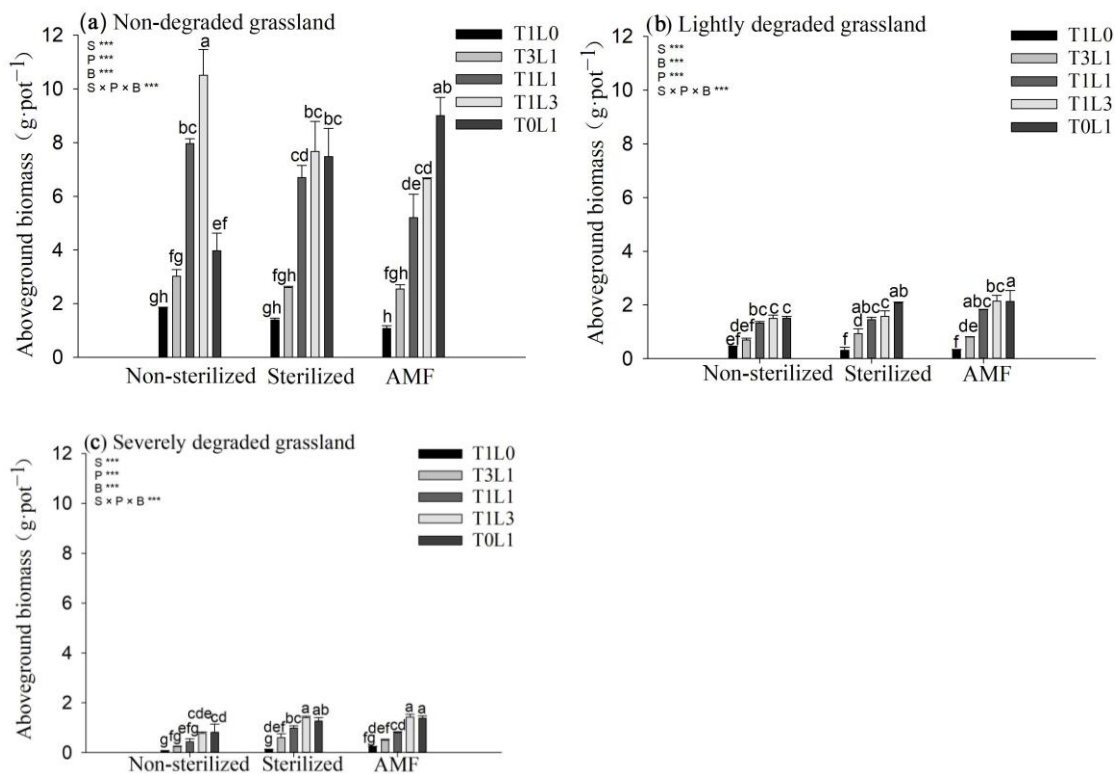 (a) Non-degraded grassland
S ***
P ***
B ***
S × P × B ***
T1L0
T3L1
T1L1
T1L3
T0L1
Aboveground biomass (g·pot⁻¹)
12
10
8
6
4
2
0
gh
fg
bc
a
ef
gh
fgh
cd
bc
bc
h
fgh
de
cd
ab
Non-sterilized
Sterilized
AMF
(b) Lightly degraded grassland
S ***
B ***
P ***
S × P × B ***
T1L0
T3L1
T1L1
T1L3
T0L1
Aboveground biomass (g·pot⁻¹)
12
10
8
6
4
2
0
ef
def
bc
c
c
f
d
abc
c
ab
f
de
abc
bc
a
Non-sterilized
Sterilized
AMF
(c) Severely degraded grassland
S ***
P ***
B ***
S × P × B ***
T1L0
T3L1
T1L1
T1L3
T0L1
Aboveground biomass (g·pot⁻¹)
12
10
8
6
4
2
0
g
fg
efg
cde
cd
g
def
bc
a
ab
fg
def
cd
a
a
Non-sterilized
Sterilized
AMF